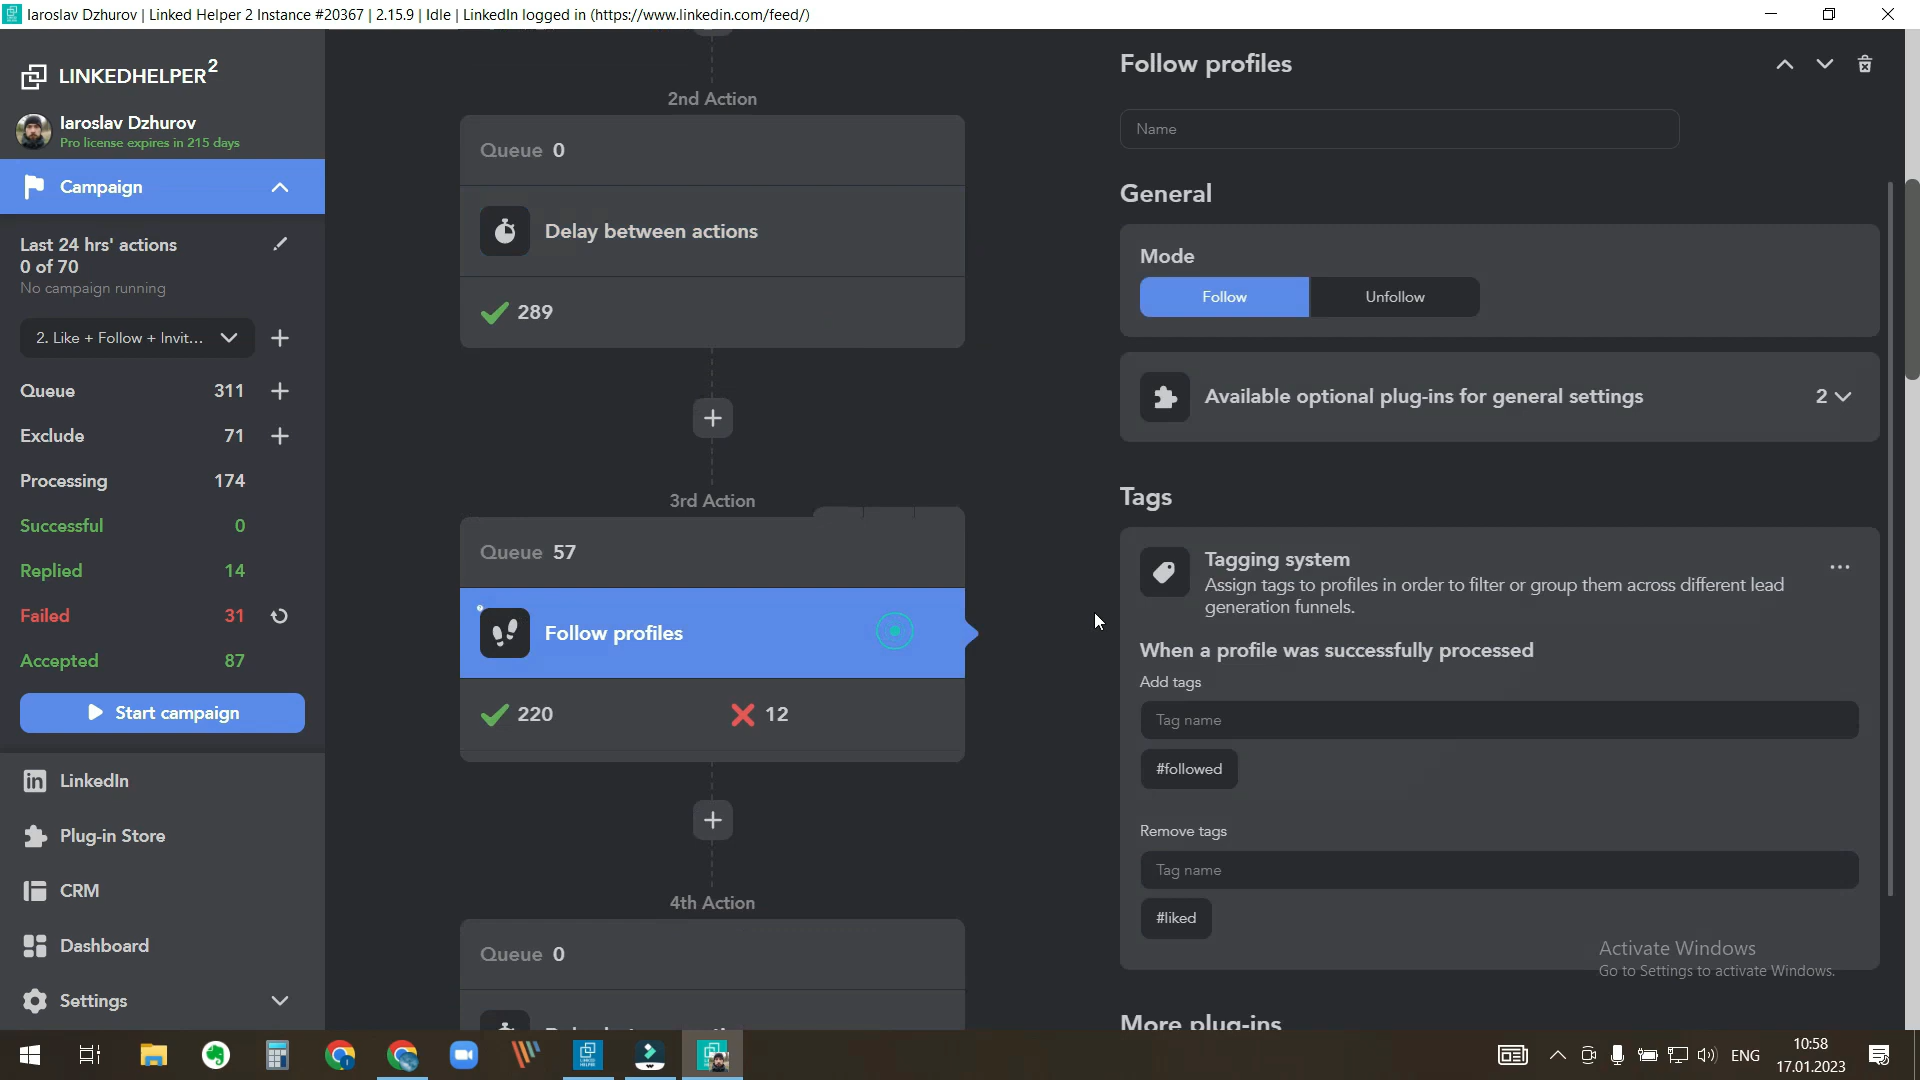 Iaroslav Dzhurov | Linked Helper 2 Instance #20367 | 2.15.9 | Idle | LinkedIn logged in (https://www.linkedin.com/feed/)
LINKEDHELPER2
Iaroslav Dzhurov
Pro license expires in 215 days
Campaign
Last 24 hrs' actions
0 of 70
No campaign running
2. Like + Follow + Invit...
Queue 311
Exclude 71
Processing 174
Successful 0
Replied 14
Failed 31
Accepted 87
Start campaign
LinkedIn
Plug-in Store
CRM
Dashboard
Settings
2nd Action
Queue 0
Delay between actions
289
3rd Action
Queue 57
Follow profiles
220 12
4th Action
Queue 0
Follow profiles
Name
General
Mode
Follow Unfollow
Available optional plug-ins for general settings 2
Tags
Tagging system
Assign tags to profiles in order to filter or group them across different lead
generation funnels.
When a profile was successfully processed
Add tags
Tag name
#followed
Remove tags
Tag name
#liked
Activate Windows
Go to Settings to activate Windows.
More plug-ins
ENG
10:58
17.01.2023